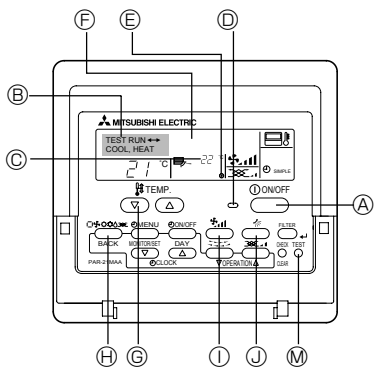 F
E
D
B
MITSUBISHI ELECTRIC
TEST RUN
COOL, HEAT
C
22 °C
21 °C
SIMPLE
TEMP.
ON/OFF
A
MENU
ON/OFF
FILTER
BACK
MONITOR/SET
DAY
CHECK TEST
PAR-21MAA
CLOCK
OPERATION
CLEAR
H
G
I
J
M